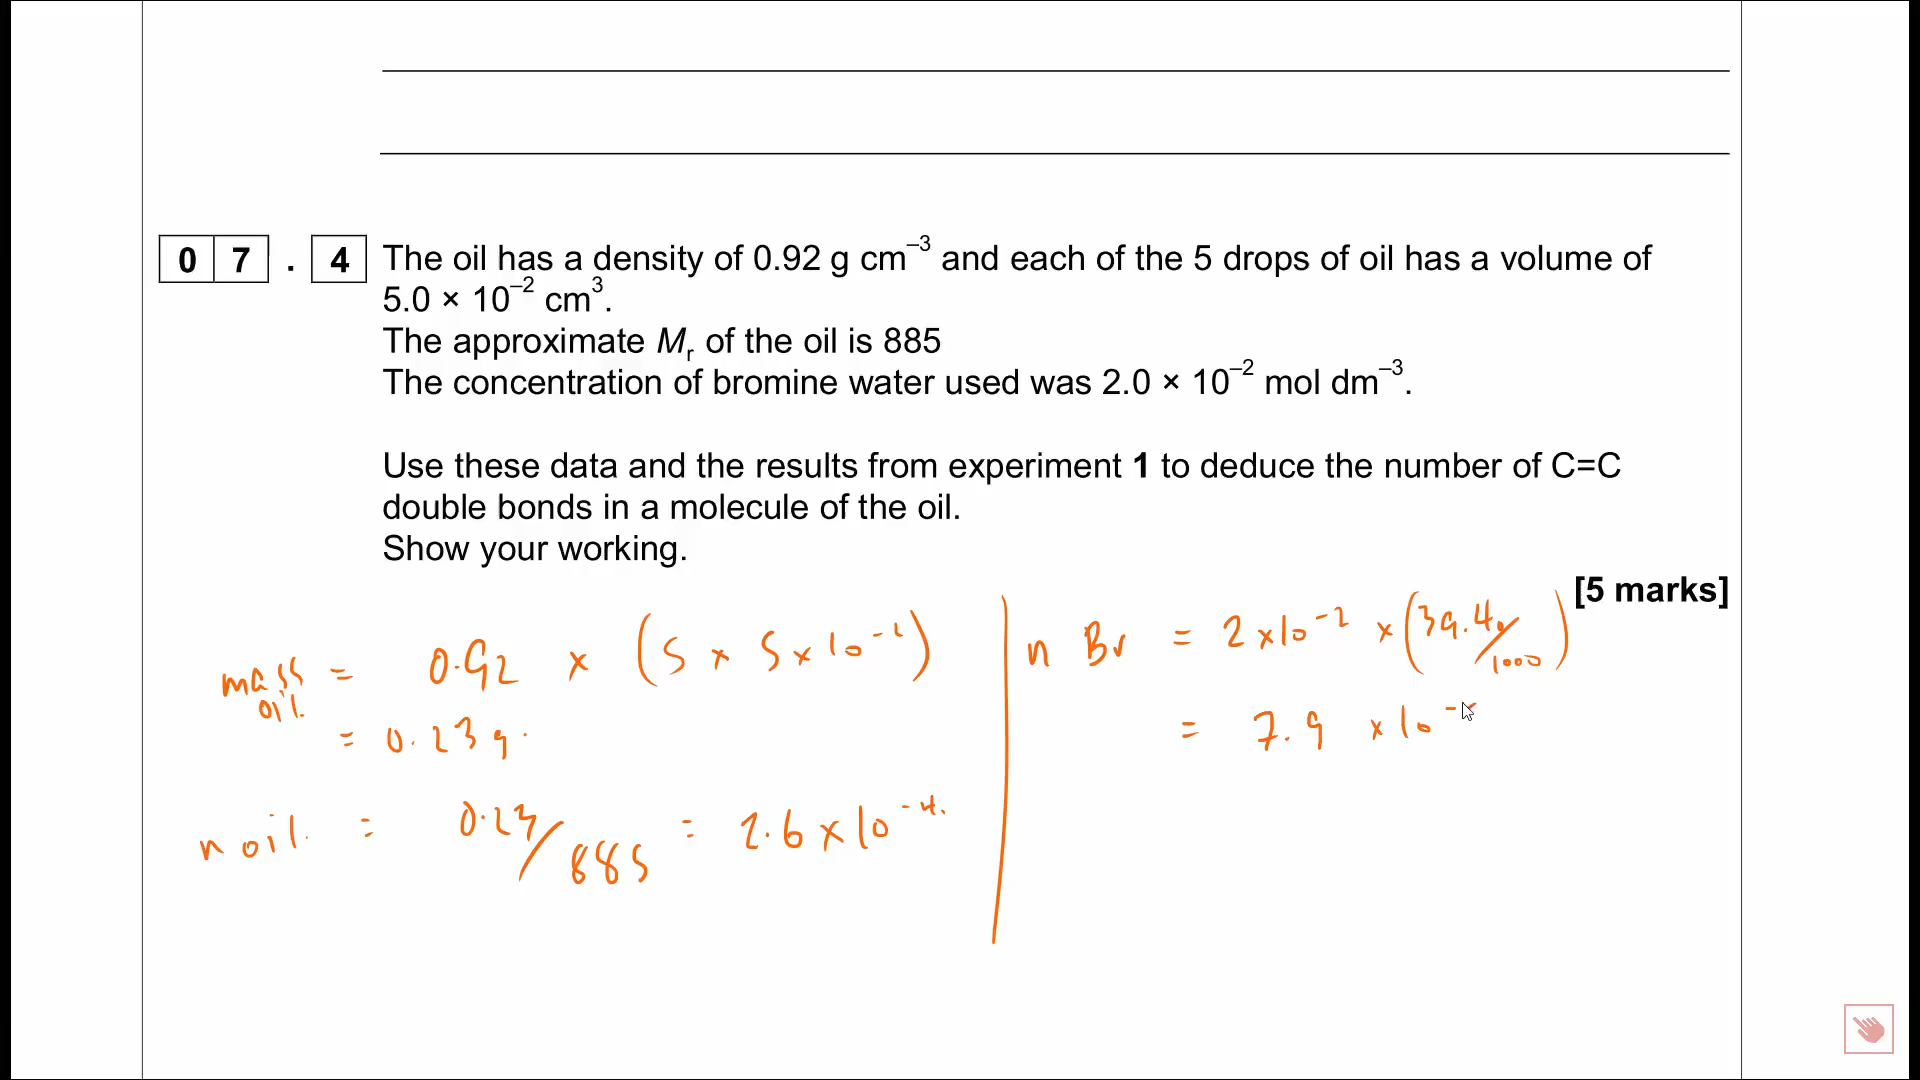 0 7 . 4 The oil has a density of 0.92 g cm⁻³ and each of the 5 drops of oil has a volume of
5.0 × 10⁻² cm³.
The approximate Mᵣ of the oil is 885
The concentration of bromine water used was 2.0 × 10⁻² mol dm⁻³.
Use these data and the results from experiment 1 to deduce the number of C=C
double bonds in a molecule of the oil.
Show your working.
[5 marks]
mass oil = 0.92 × (5 × 5 × 10⁻²)
= 0.23 g.
n oil = 0.23/885 = 2.6 × 10⁻⁴.
n Br = 2 × 10⁻² × (39.40/1000)
= 7.9 × 10⁻